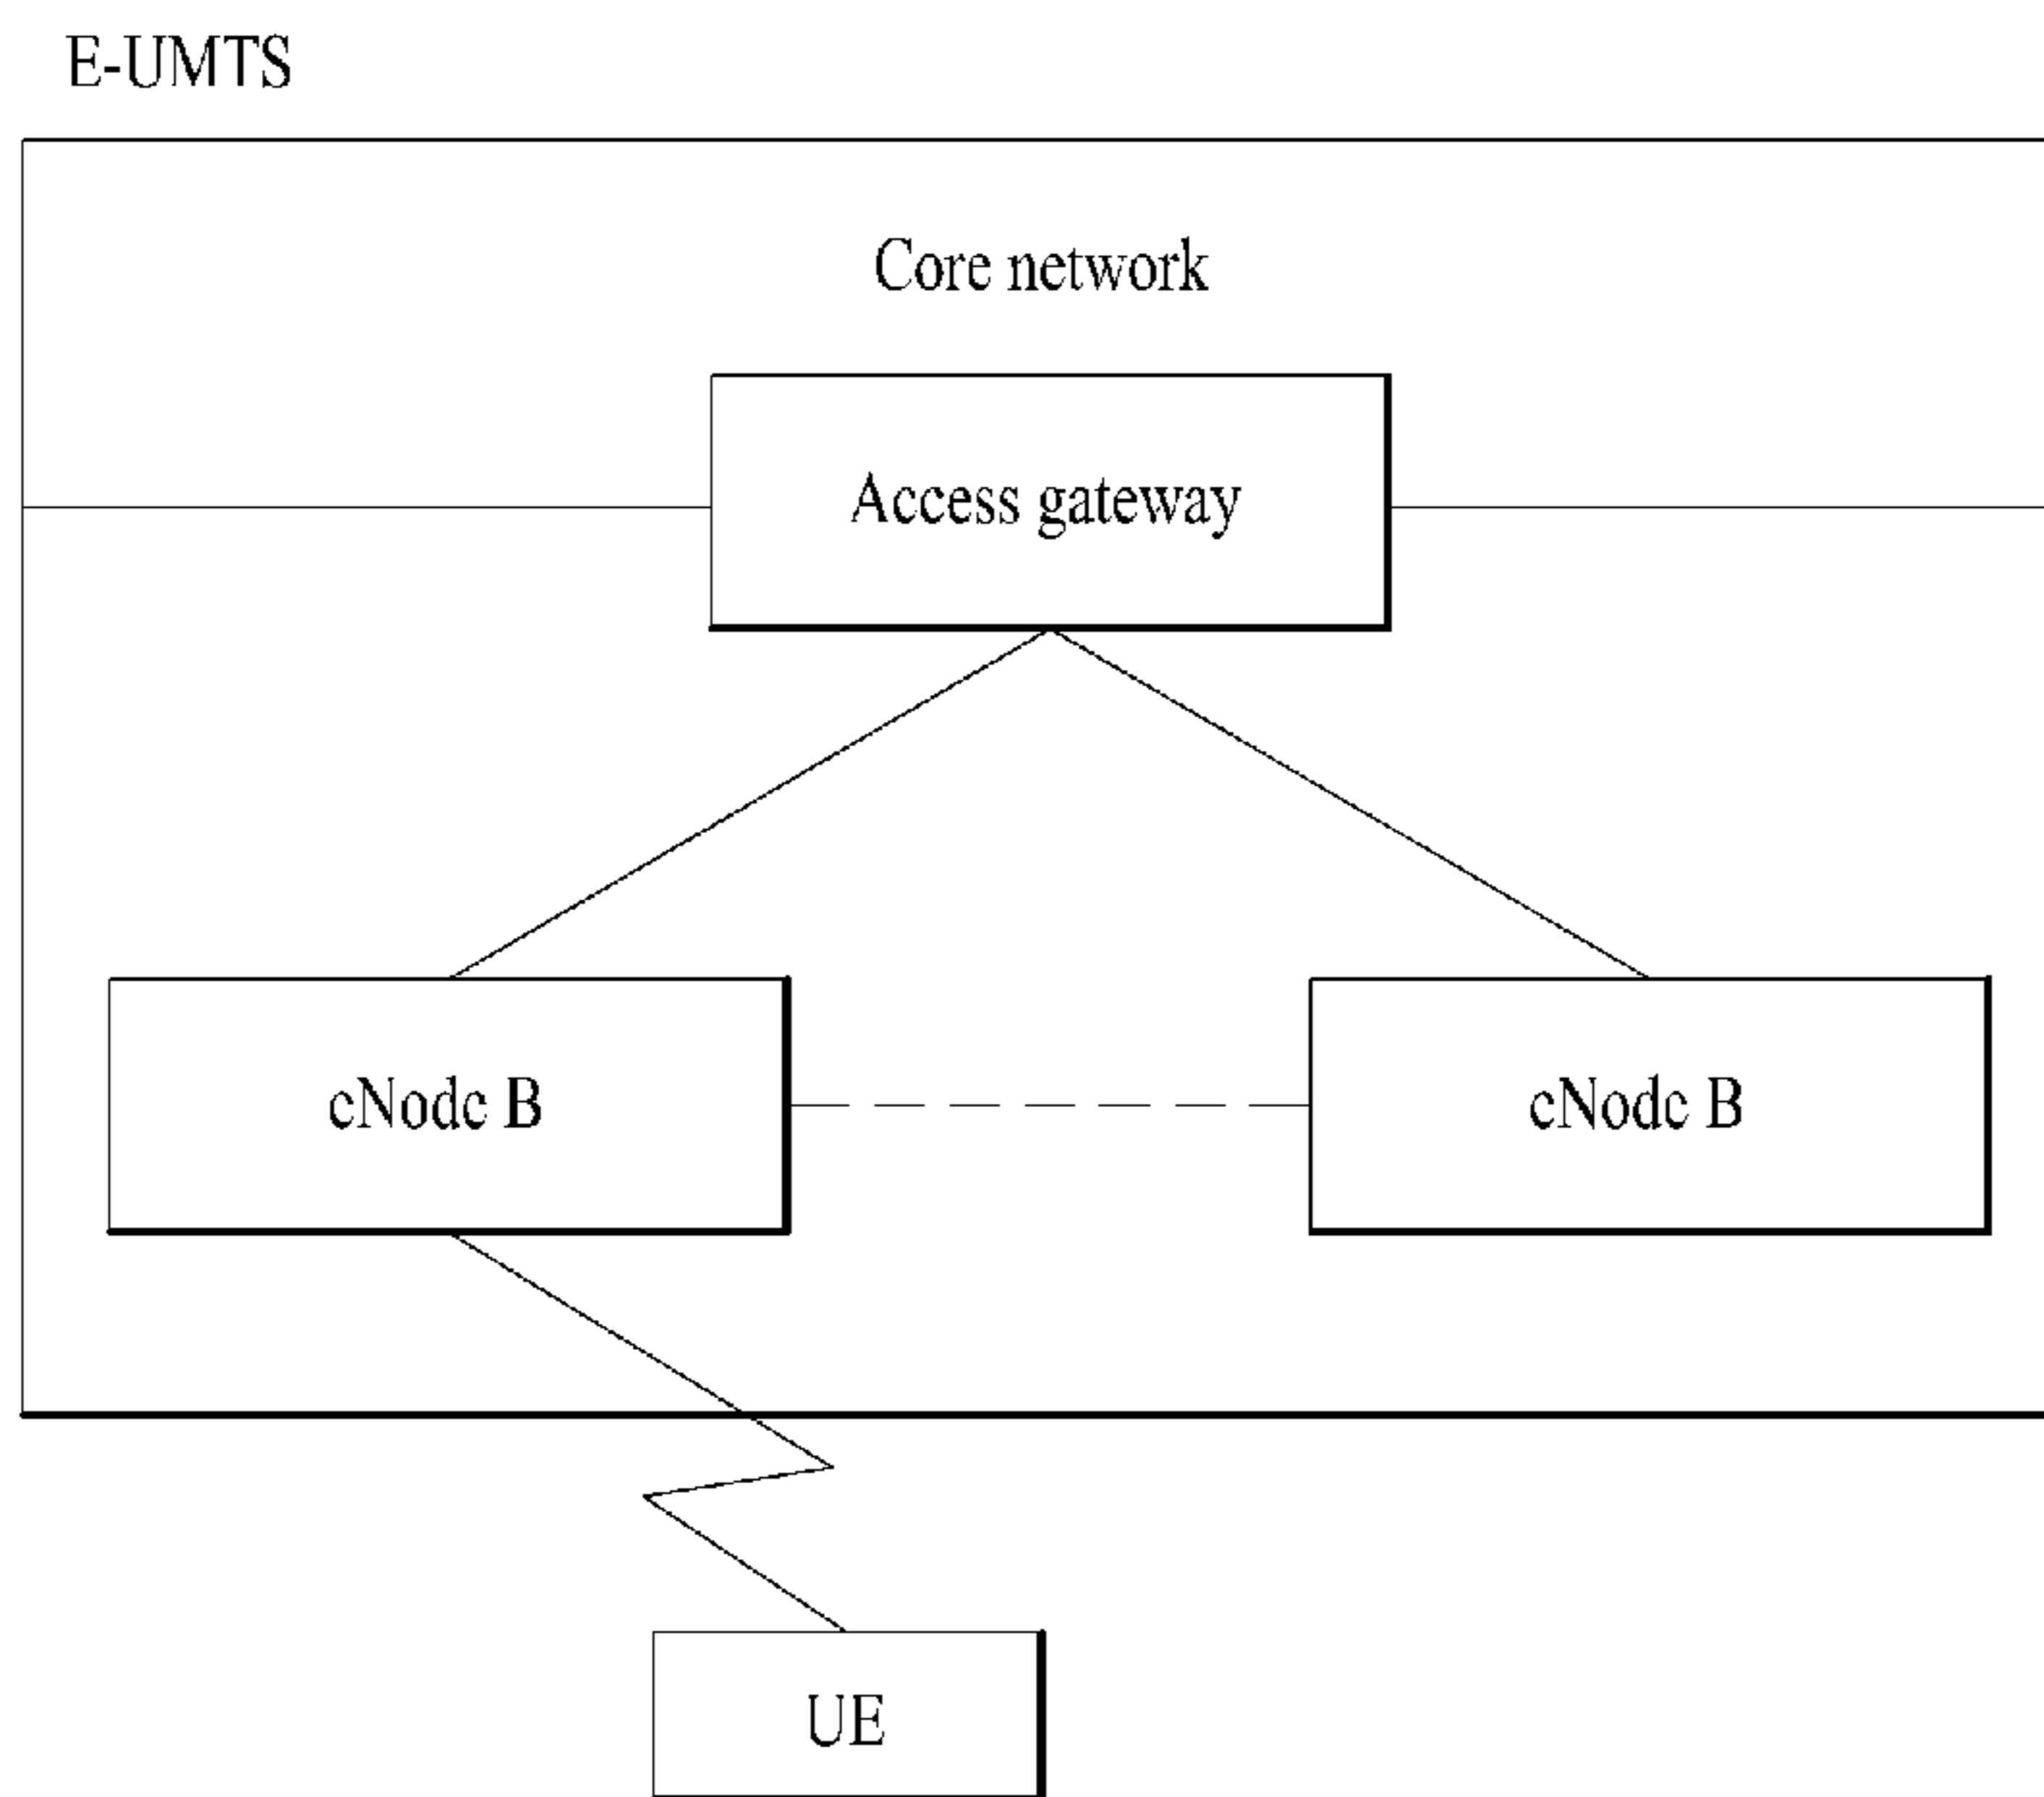 E-UMTS
Core network
Access gateway
eNode B
eNode B
UE